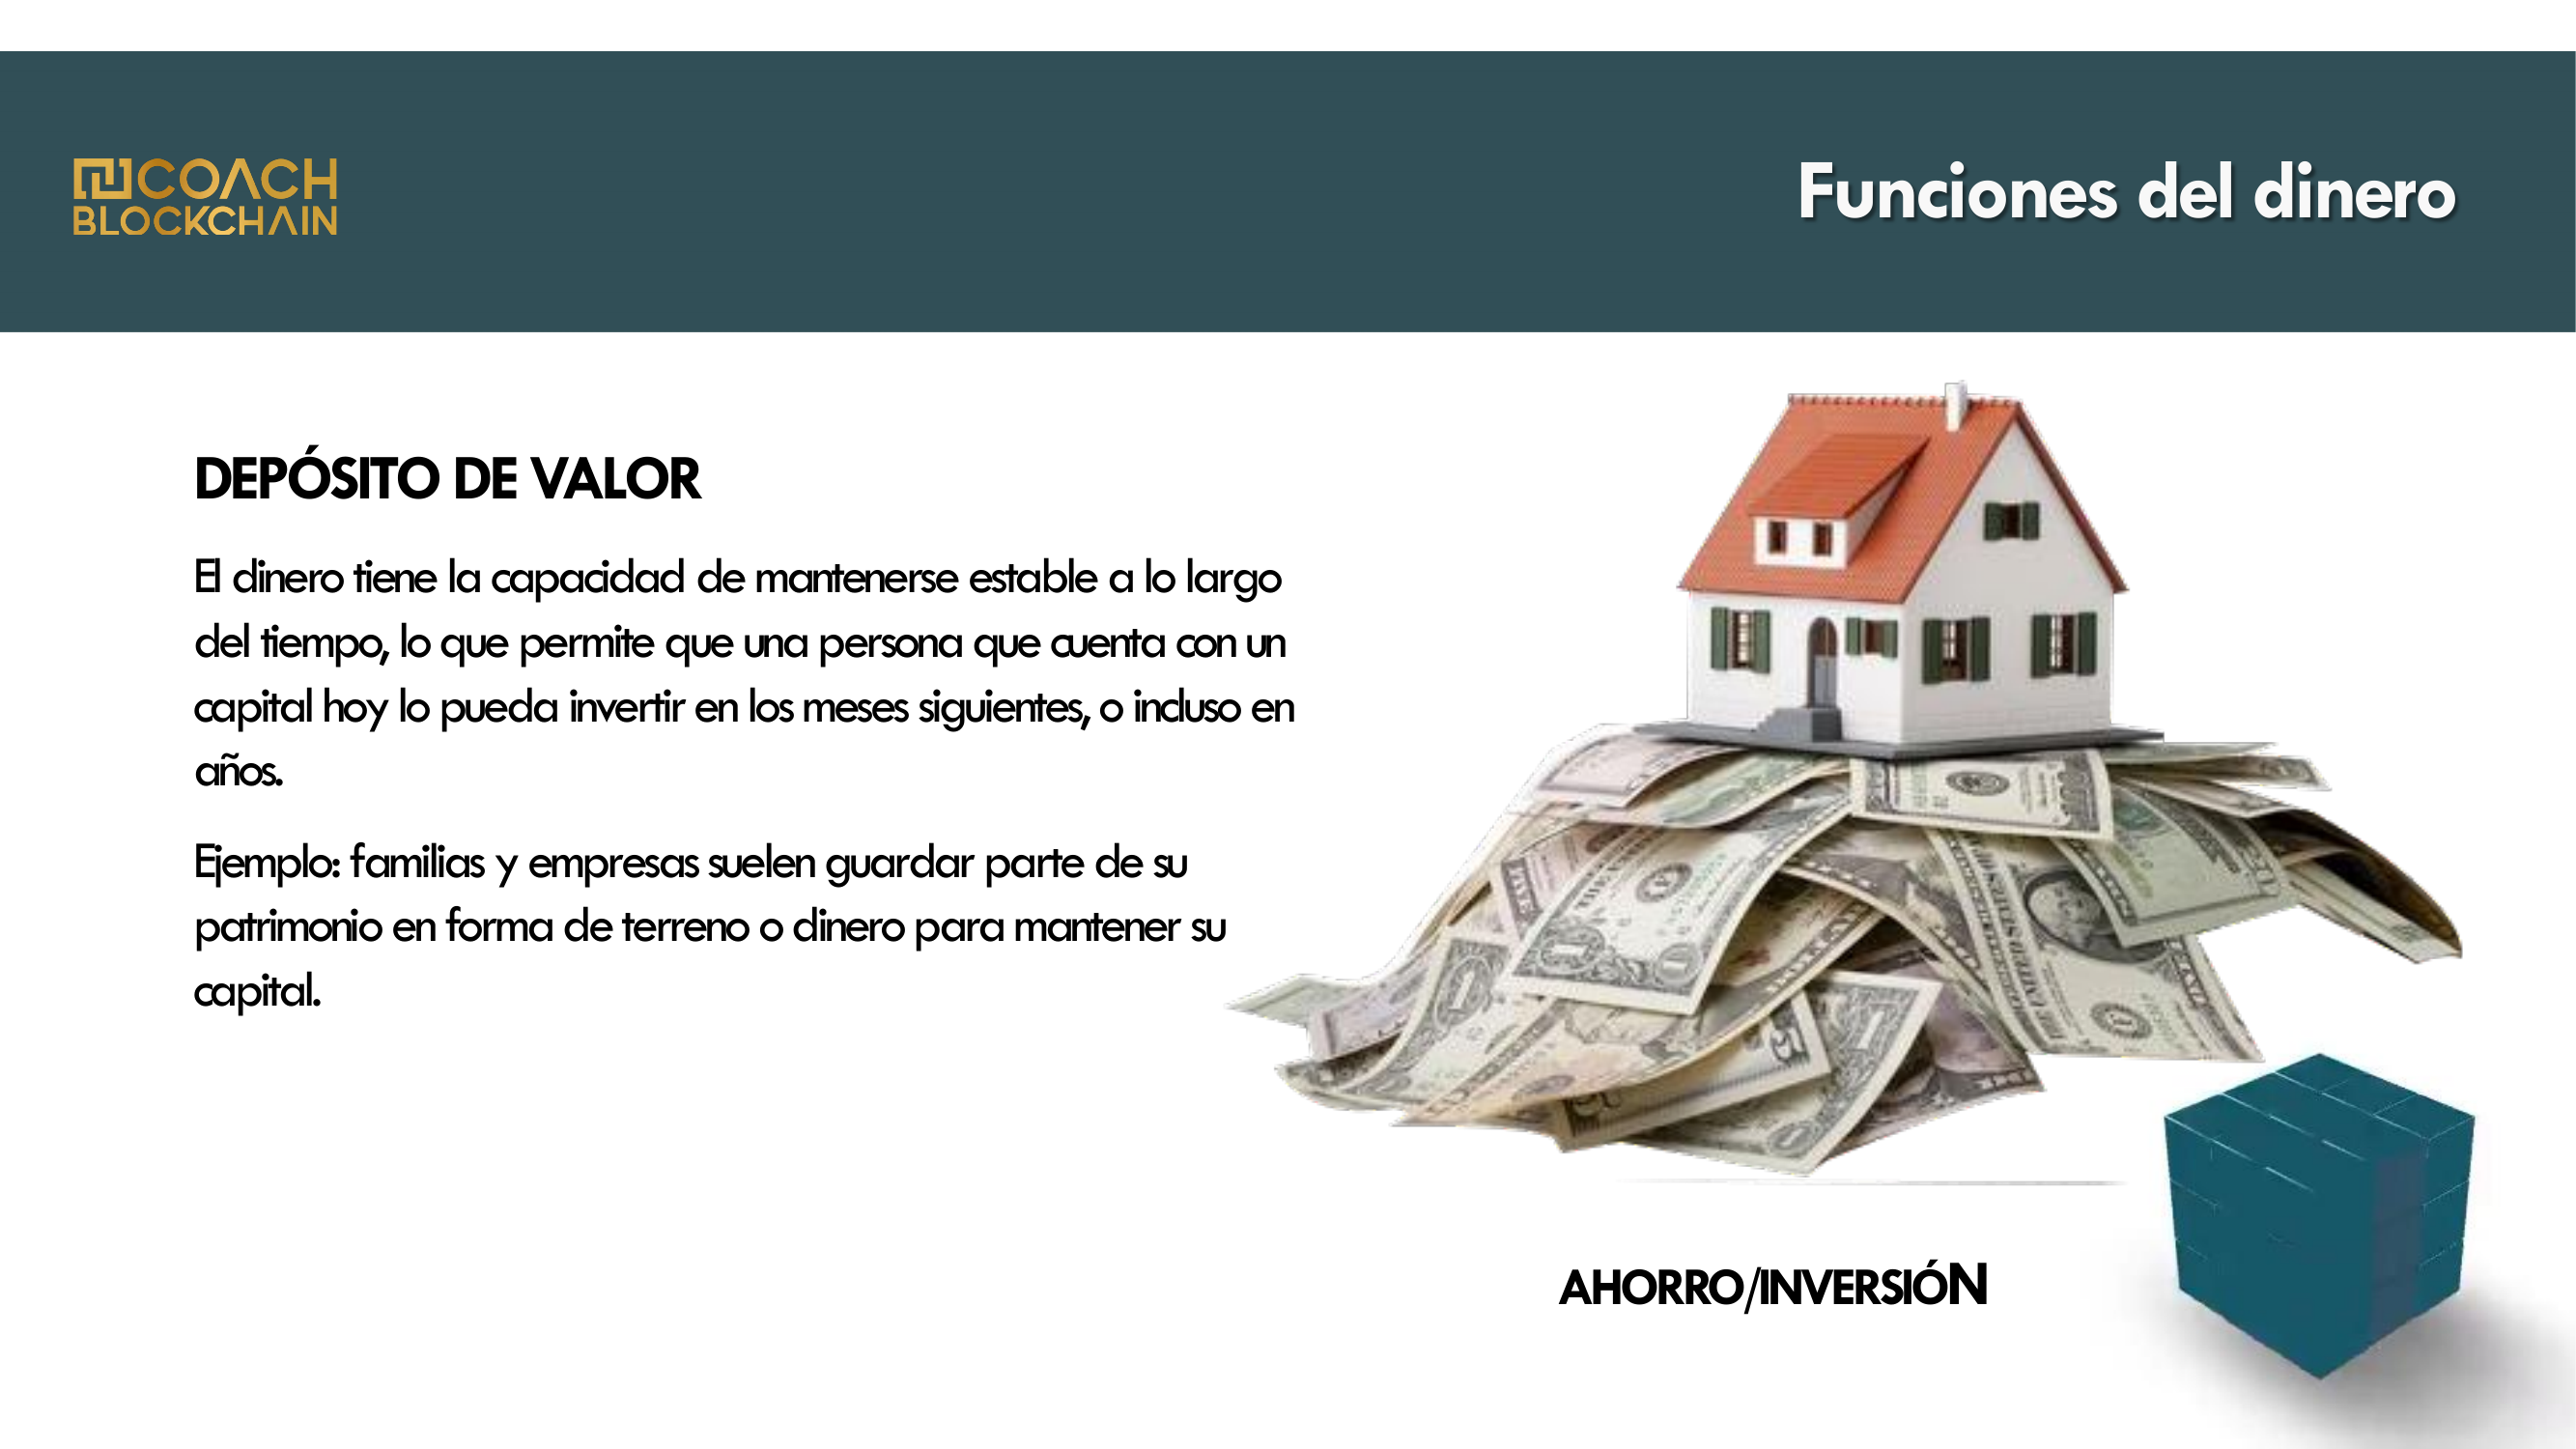 COACH
BLOCKCHAIN
Funciones del dinero
DEPÓSITO DE VALOR
El dinero tiene la capacidad de mantenerse estable a lo largo
del tiempo, lo que permite que una persona que cuenta con un
capital hoy lo pueda invertir en los meses siguientes, o incluso en
años.
Ejemplo: familias y empresas suelen guardar parte de su
patrimonio en forma de terreno o dinero para mantener su
capital.
AHORRO/INVERSIÓN